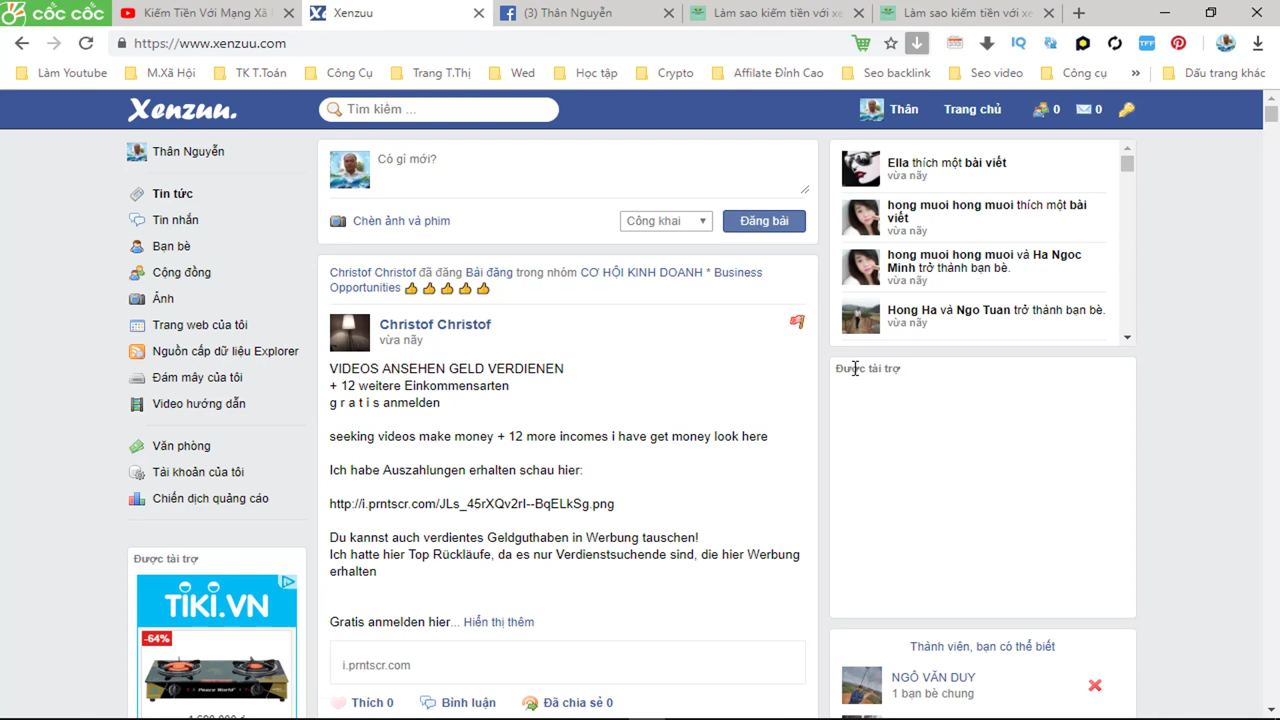 cốc cốc
Kiếm Tiền Với Mạng Xã
Xenzuu
(3) Thân Nguyễn
Làm sao kiếm tiền với xe
Làm sao kiếm tiền với xe
https://www.xenzuu.com
IQ
TFF
Làm Youtube
M.Xã Hội
TK T.Toán
Công Cụ
Trang T.Thị
Wed
Học tập
Crypto
Affilate Đỉnh Cao
Seo backlink
Seo video
Công cụ
Dấu trang khác
Xenzuu.
Tìm kiếm ...
Thân
Trang chủ
0
0
Thân Nguyễn
Tin tức
Tin nhắn
Bạn bè
Cộng đồng
Ảnh
Trang web của tôi
Nguồn cấp dữ liệu Explorer
Đám mây của tôi
Video hướng dẫn
Văn phòng
Tài khoản của tôi
Chiến dịch quảng cáo
Được tài trợ
TIKI.VN
-64%
Peace World
Có gì mới?
Chèn ảnh và phim
Công khai
Đăng bài
Christof Christof đã đăng Bài đăng trong nhóm CƠ HỘI KINH DOANH * Business
Opportunities
Christof Christof
vừa nãy
VIDEOS ANSEHEN GELD VERDIENEN
+ 12 weitere Einkommensarten
g r a t i s anmelden
seeking videos make money + 12 more incomes i have get money look here
Ich habe Auszahlungen erhalten schau hier:
http://i.prntscr.com/JLs_45rXQv2rI--BqELkSg.png
Du kannst auch verdientes Geldguthaben in Werbung tauschen!
Ich hatte hier Top Rückläufe, da es nur Verdienstsuchende sind, die hier Werbung
erhalten
Gratis anmelden hier... Hiển thị thêm
i.prntscr.com
Thích 0
Bình luận
Đã chia sẻ 0
Ella thích một bài viết
vừa nãy
hong muoi hong muoi thích một bài
viết
vừa nãy
hong muoi hong muoi và Ha Ngoc
Minh trở thành bạn bè.
vừa nãy
Hong Ha và Ngo Tuan trở thành bạn bè.
vừa nãy
Được tài trợ
Thành viên, bạn có thể biết
NGÔ VĂN DUY
1 bạn bè chung